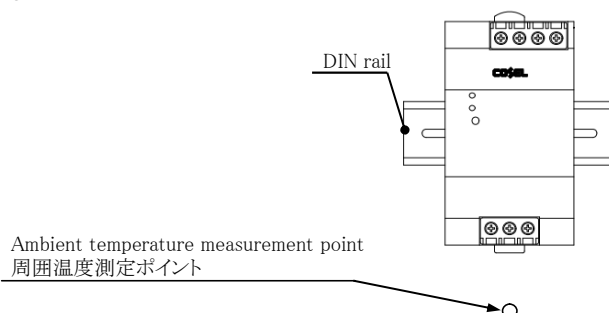 DIN rail
COSEL
Ambient temperature measurement point
周囲温度測定ポイント